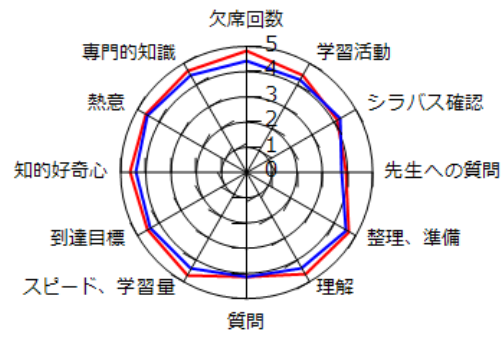 欠席回数
専門的知識
学習活動
熱意
シラバス確認
知的好奇心
先生への質問
到達目標
整理、準備
スピード、学習量
理解
質問
5
4
3
2
1
0